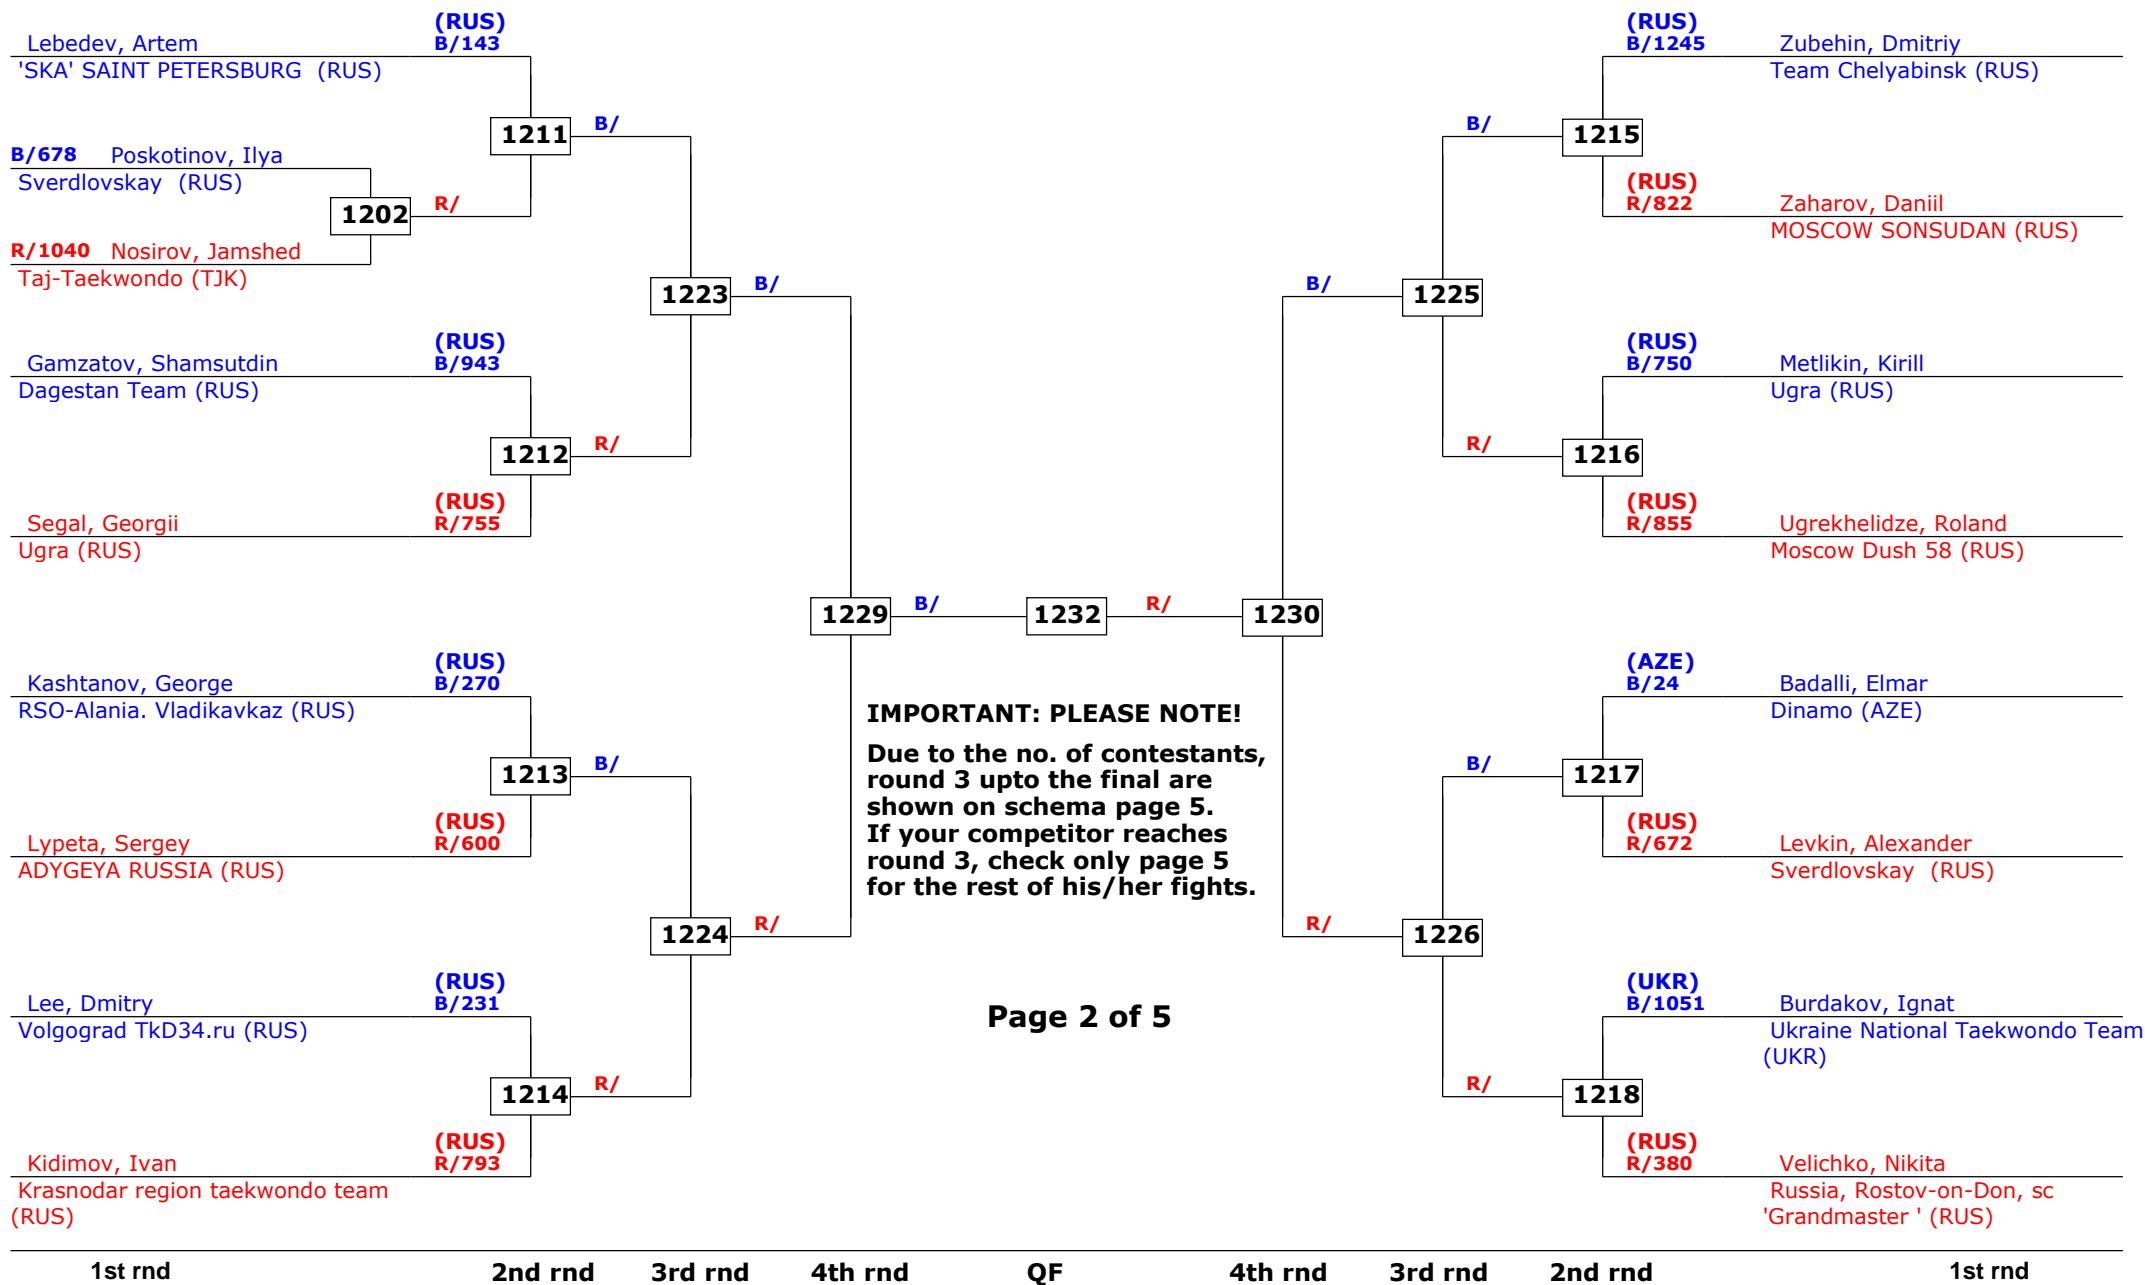 (RUS)
B/143
Lebedev, Artem
'SKA' SAINT PETERSBURG (RUS)
1211
B/
B/678 Poskotinov, Ilya
Sverdlovskay (RUS)
1202
R/
R/1040 Nosirov, Jamshed
Taj-Taekwondo (TJK)
1223
B/
(RUS)
B/943
Gamzatov, Shamsutdin
Dagestan Team (RUS)
1212
R/
(RUS)
R/755
Segal, Georgii
Ugra (RUS)
1229
B/
1232
R/
1230
(RUS)
B/270
Kashtanov, George
RSO-Alania. Vladikavkaz (RUS)
1213
B/
(RUS)
R/600
Lypeta, Sergey
ADYGEYA RUSSIA (RUS)
1224
R/
(RUS)
B/231
Lee, Dmitry
Volgograd TkD34.ru (RUS)
1214
R/
(RUS)
R/793
Kidimov, Ivan
Krasnodar region taekwondo team
(RUS)
IMPORTANT: PLEASE NOTE!
Due to the no. of contestants,
round 3 upto the final are
shown on schema page 5.
If your competitor reaches
round 3, check only page 5
for the rest of his/her fights.
Page 2 of 5
(RUS)
B/1245
Zubehin, Dmitriy
Team Chelyabinsk (RUS)
B/
1215
(RUS)
R/822
Zaharov, Daniil
MOSCOW SONSUDAN (RUS)
B/
1225
(RUS)
B/750
Metlikin, Kirill
Ugra (RUS)
R/
1216
(RUS)
R/855
Ugrekhelidze, Roland
Moscow Dush 58 (RUS)
(AZE)
B/24
Badalli, Elmar
Dinamo (AZE)
B/
1217
(RUS)
R/672
Levkin, Alexander
Sverdlovskay (RUS)
R/
1226
(UKR)
B/1051
Burdakov, Ignat
Ukraine National Taekwondo Team
(UKR)
R/
1218
(RUS)
R/380
Velichko, Nikita
Russia, Rostov-on-Don, sc
'Grandmaster ' (RUS)
1st rnd 2nd rnd 3rd rnd 4th rnd QF 4th rnd 3rd rnd 2nd rnd 1st rnd